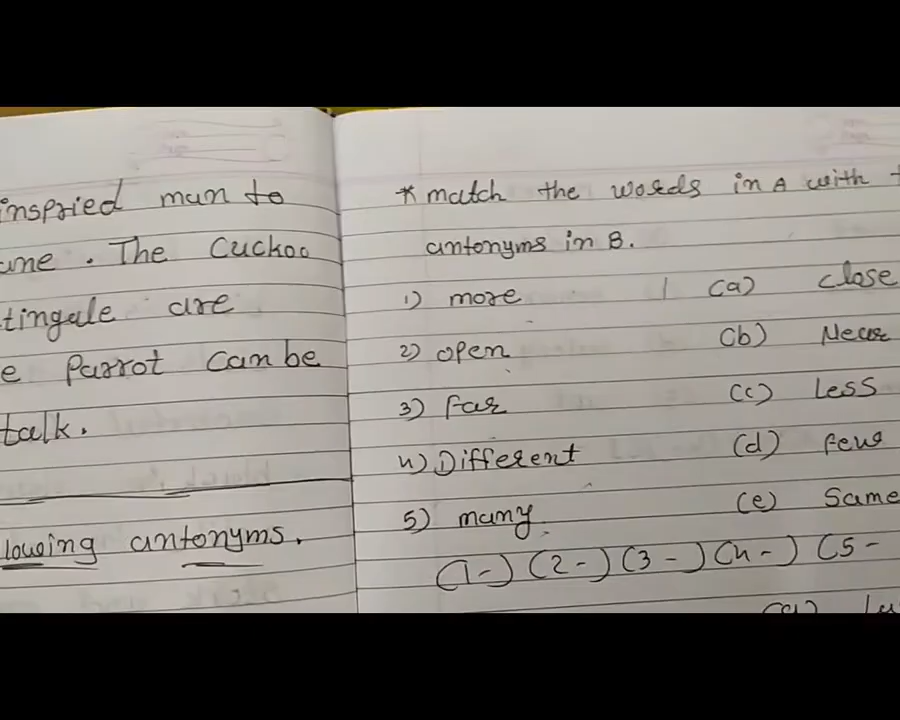 inspried man to
une. The Cuckoo
tingale are
e Parrot can be
talk.
lowing antonyms.
* match the words in A with t
antonyms in B.
1) more (a) close
2) open (b) Near
3) far (c) Less
4) Different (d) few
5) many (e) Same
(1-) (2-) (3-) (4-) (5-
(a)